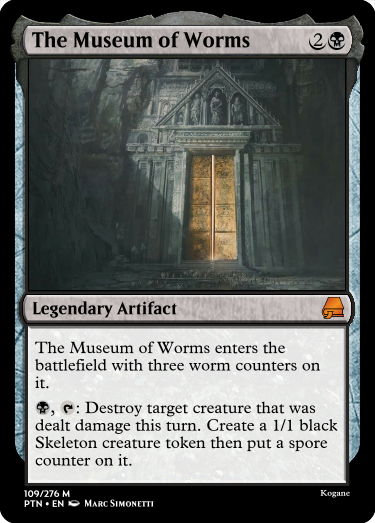 The Museum of Worms 2
Legendary Artifact
The Museum of Worms enters the
battlefield with three worm counters on
it.
, : Destroy target creature that was
dealt damage this turn. Create a 1/1 black
Skeleton creature token then put a spore
counter on it.
109/276 M
Kogane
PTN • EN Marc Simonetti